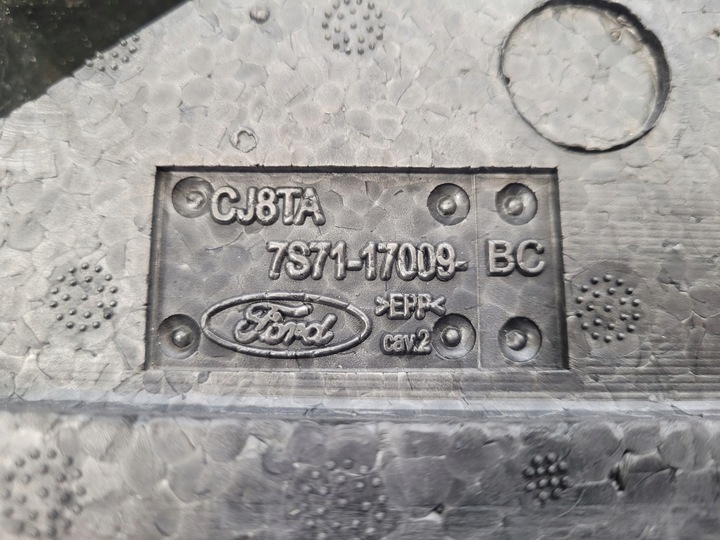 CJ8TA
7S71-17009- BC
Ford >EPP<
cav.2